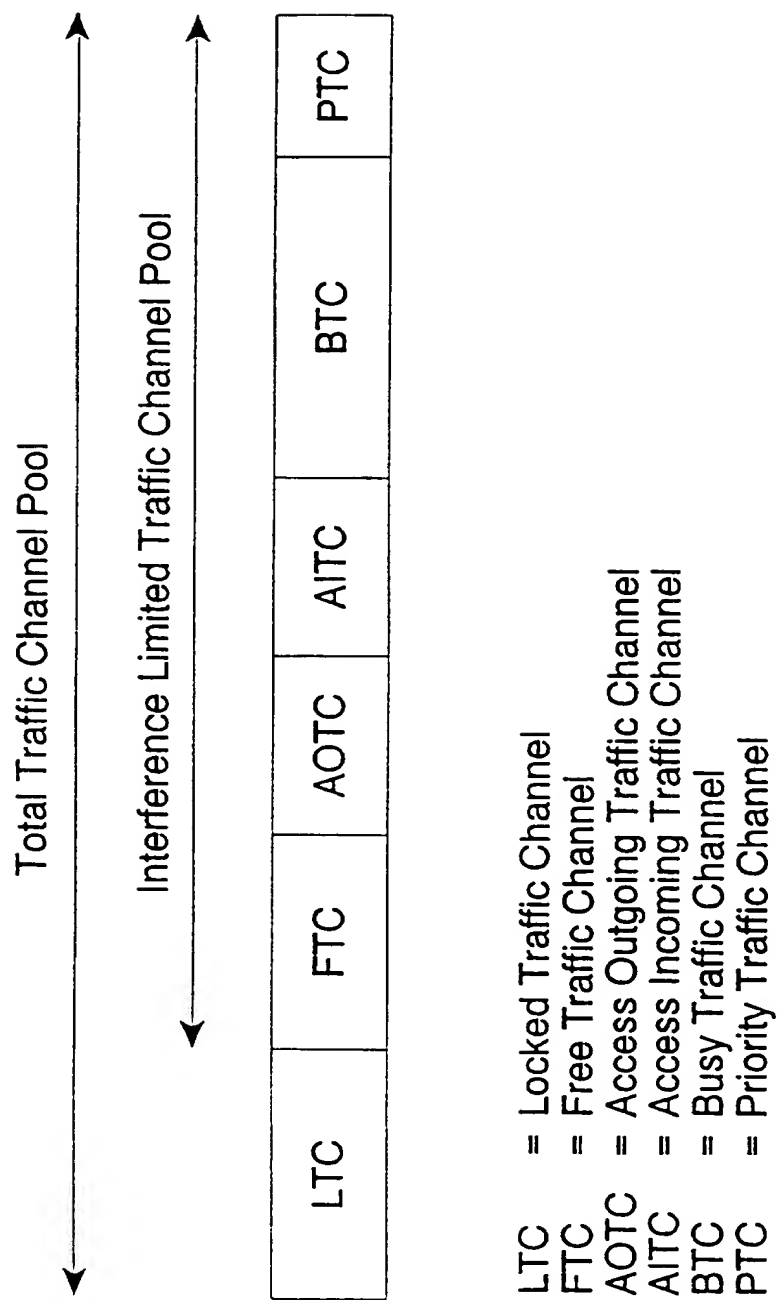 Total Traffic Channel Pool
Interference Limited Traffic Channel Pool
LTC FTC AOTC AITC BTC PTC
LTC = Locked Traffic Channel
FTC = Free Traffic Channel
AOTC = Access Outgoing Traffic Channel
AITC = Access Incoming Traffic Channel
BTC = Busy Traffic Channel
PTC = Priority Traffic Channel